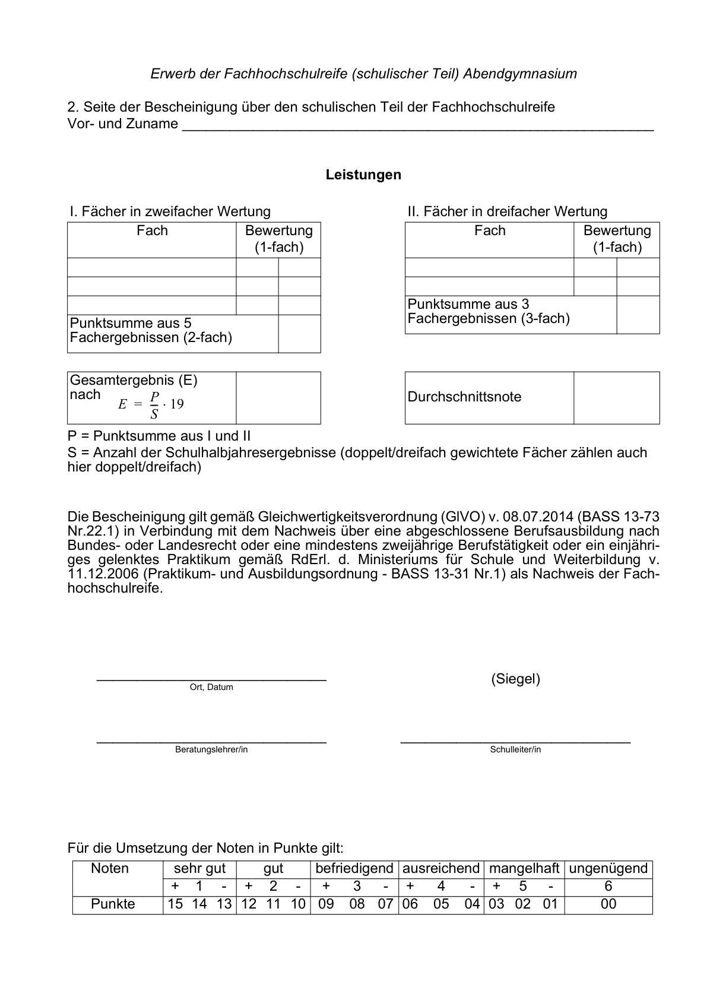 Erwerb der Fachhochschulreife (schulischer Teil) Abendgymnasium
2. Seite der Bescheinigung über den schulischen Teil der Fachhochschulreife
Vor- und Zuname ____________________________________________________________
Leistungen
I. Fächer in zweifacher Wertung
Fach Bewertung
(1-fach)
Punktsumme aus 5
Fachergebnissen (2-fach)
II. Fächer in dreifacher Wertung
Fach Bewertung
(1-fach)
Punktsumme aus 3
Fachergebnissen (3-fach)
Gesamtergebnis (E)
nach E = P/S · 19
Durchschnittsnote
P = Punktsumme aus I und II
S = Anzahl der Schulhalbjahresergebnisse (doppelt/dreifach gewichtete Fächer zählen auch
hier doppelt/dreifach)
Die Bescheinigung gilt gemäß Gleichwertigkeitsverordnung (GlVO) v. 08.07.2014 (BASS 13-73
Nr.22.1) in Verbindung mit dem Nachweis über eine abgeschlossene Berufsausbildung nach
Bundes- oder Landesrecht oder eine mindestens zweijährige Berufstätigkeit oder ein einjähri-
ges gelenktes Praktikum gemäß RdErl. d. Ministeriums für Schule und Weiterbildung v.
11.12.2006 (Praktikum- und Ausbildungsordnung - BASS 13-31 Nr.1) als Nachweis der Fach-
hochschulreife.
(Siegel)
Ort, Datum
Beratungslehrer/in Schulleiter/in
Für die Umsetzung der Noten in Punkte gilt:
Noten sehr gut gut befriedigend ausreichend mangelhaft ungenügend
+ 1 - + 2 - + 3 - + 4 - + 5 - 6
Punkte 15 14 13 12 11 10 09 08 07 06 05 04 03 02 01 00